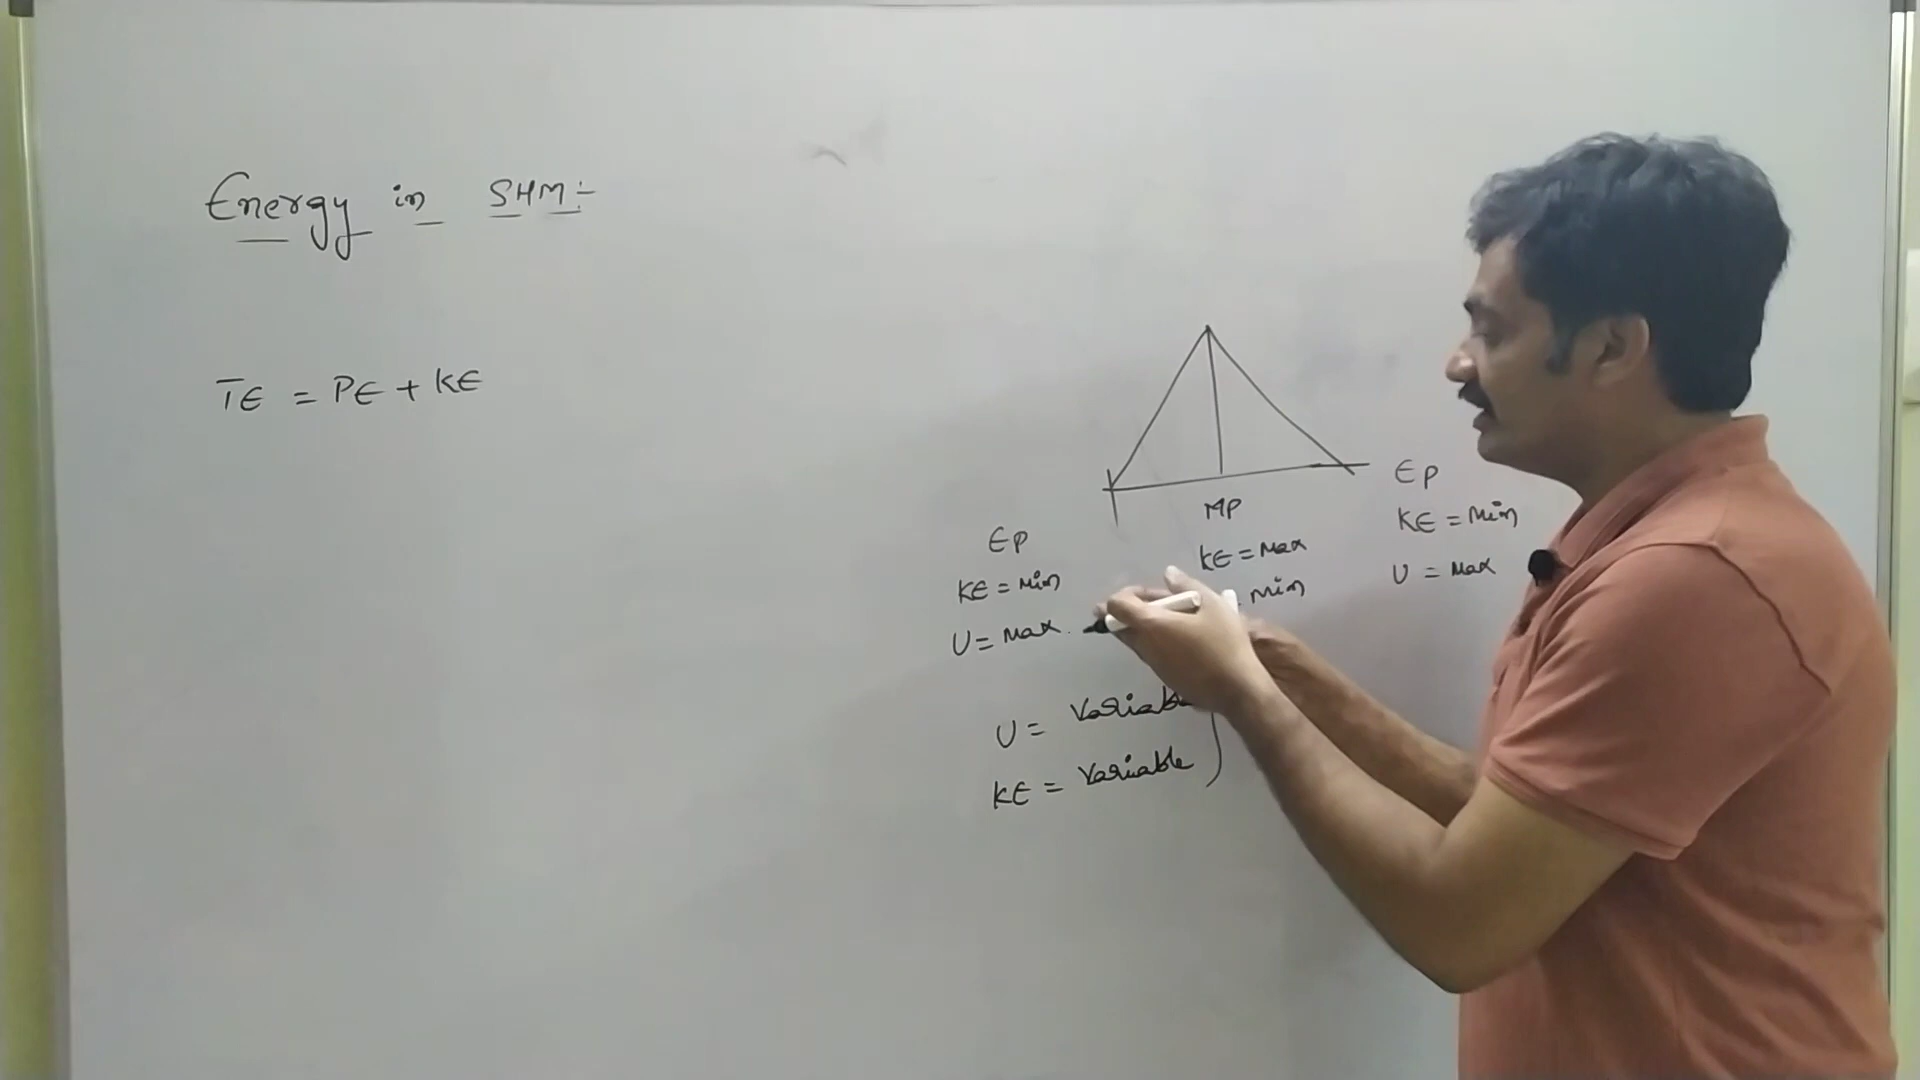 Energy in SHM:-
TE = PE + KE
EP
KE = Min
U = Max
MP
KE = Max
Min
EP
KE = Min
U = Max.
U = Variable
KE = Variable